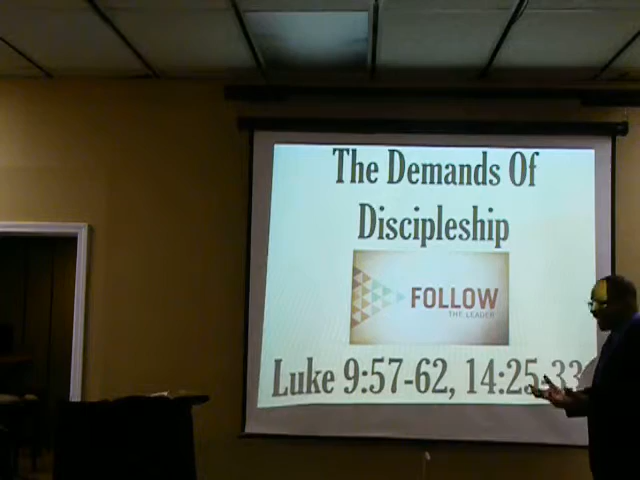 The Demands Of
Discipleship
FOLLOW
THE LEADER
Luke 9:57-62, 14:25-33